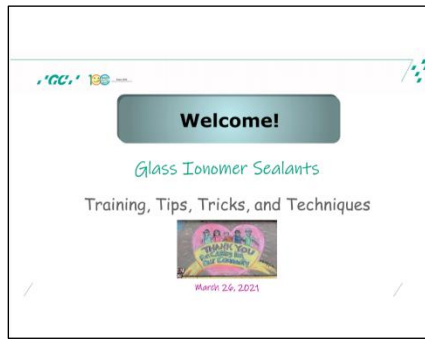 GC
Welcome!
Glass Ionomer Sealants
Training, Tips, Tricks, and Techniques
THANK YOU
March 26, 2021